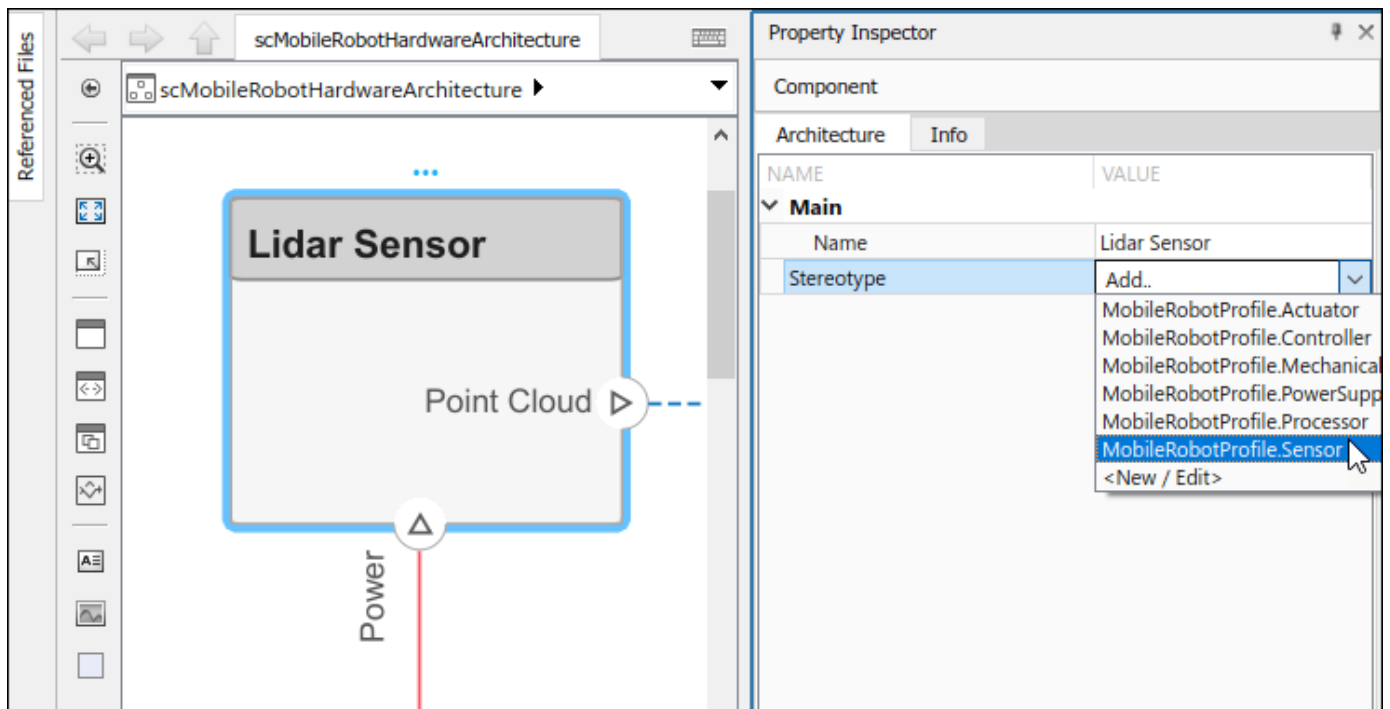 Referenced Files
scMobileRobotHardwareArchitecture
scMobileRobotHardwareArchitecture
Lidar Sensor
Point Cloud
Power
Property Inspector
Component
Architecture Info
NAME VALUE
Main
Name Lidar Sensor
Stereotype Add..
MobileRobotProfile.Actuator
MobileRobotProfile.Controller
MobileRobotProfile.Mechanical
MobileRobotProfile.PowerSupp
MobileRobotProfile.Processor
MobileRobotProfile.Sensor
<New / Edit>